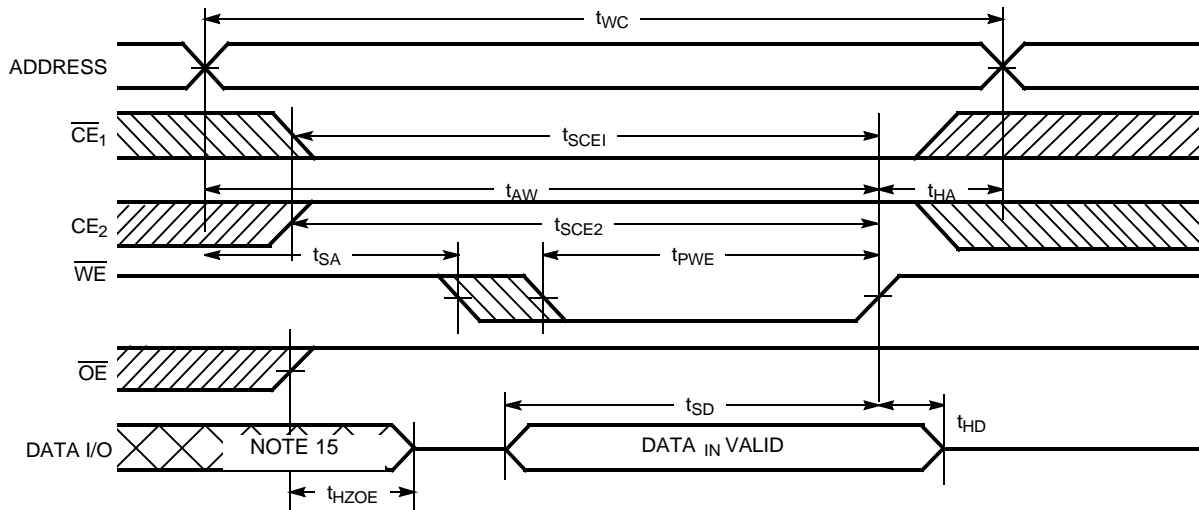 tWC
ADDRESS
CE1
tSCEI
tAW
tHA
CE2
tSCE2
tSA
tPWE
WE
OE
tSD
tHD
DATA I/O
NOTE 15
DATA IN VALID
tHZOE